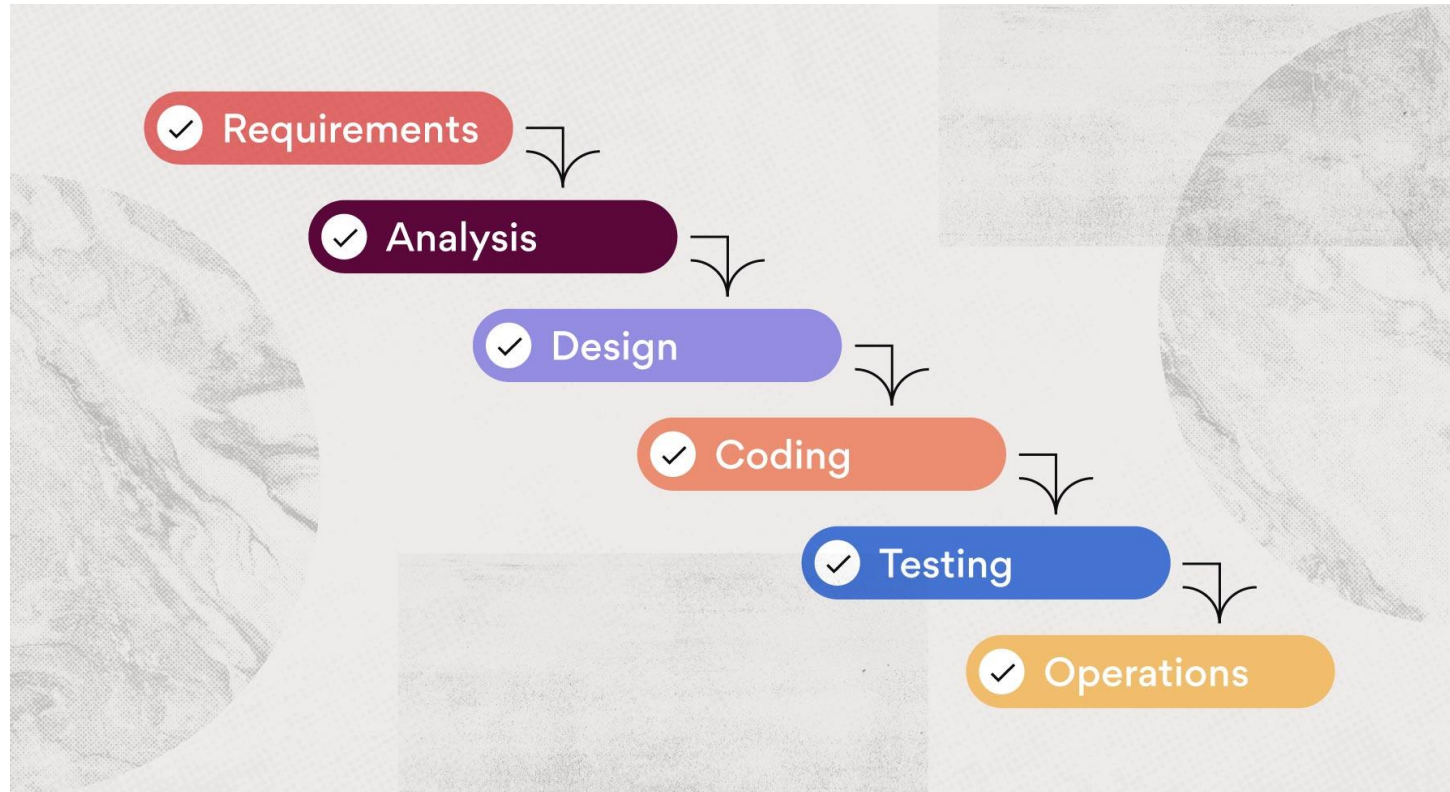 Requirements
Analysis
Design
Coding
Testing
Operations